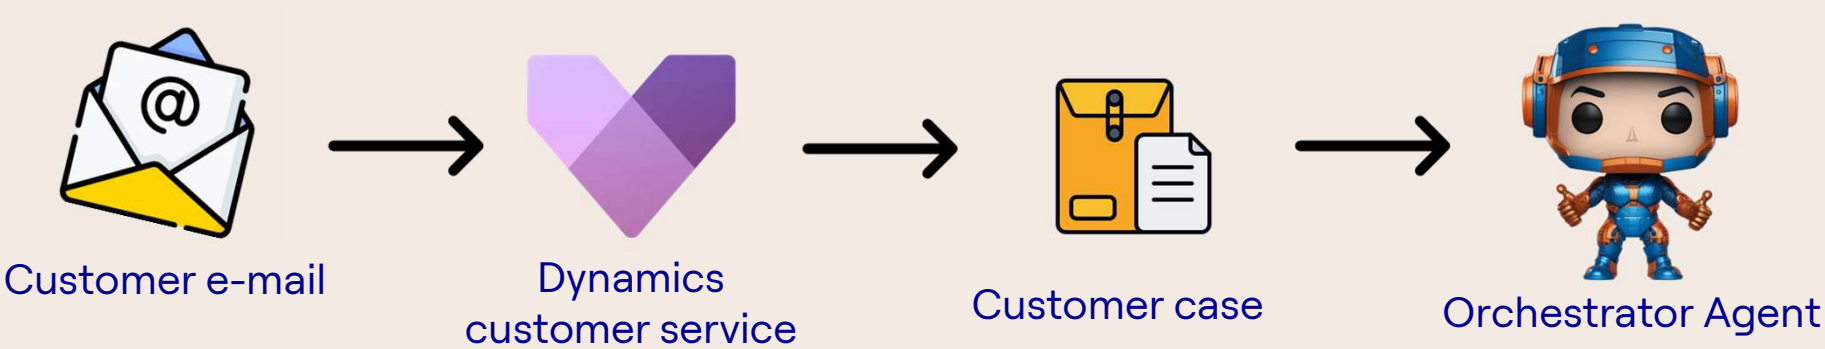 @
Customer e-mail
Dynamics
customer service
Customer case
Orchestrator Agent